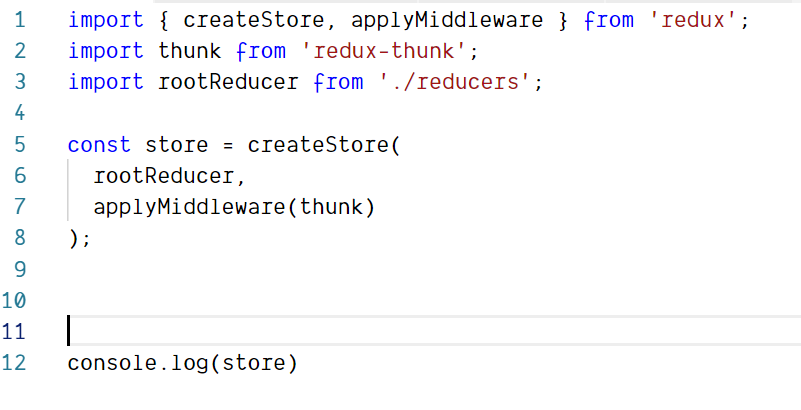 1 import { createStore, applyMiddleware } from 'redux';
2 import thunk from 'redux-thunk';
3 import rootReducer from './reducers';
4
5 const store = createStore(
6   rootReducer,
7   applyMiddleware(thunk)
8 );
9
10
11
12 console.log(store)